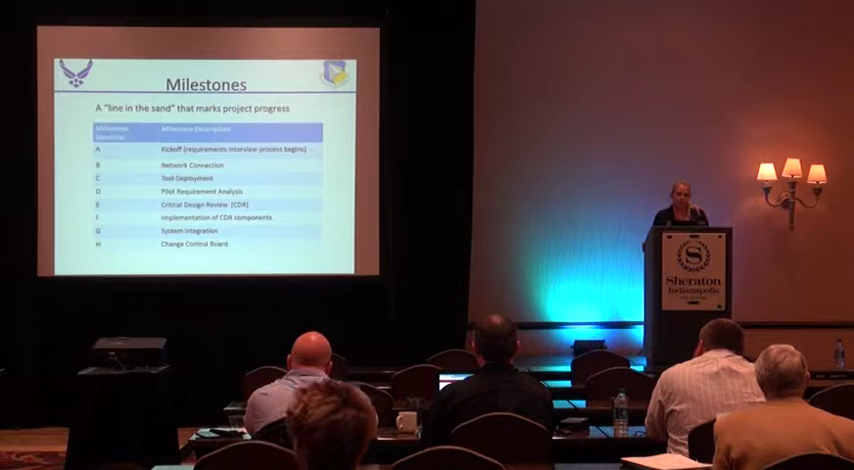 Milestones
A "line in the sand" that marks project progress
Milestone Identifier Milestone Description
A Kickoff (requirements interview process begins)
B Network Connection
C Tool Deployment
D Pilot Requirement Analysis
E Critical Design Review (CDR)
F Implementation of CDR components
G System Integration
H Change Control Board
S
Sheraton
Indianapolis